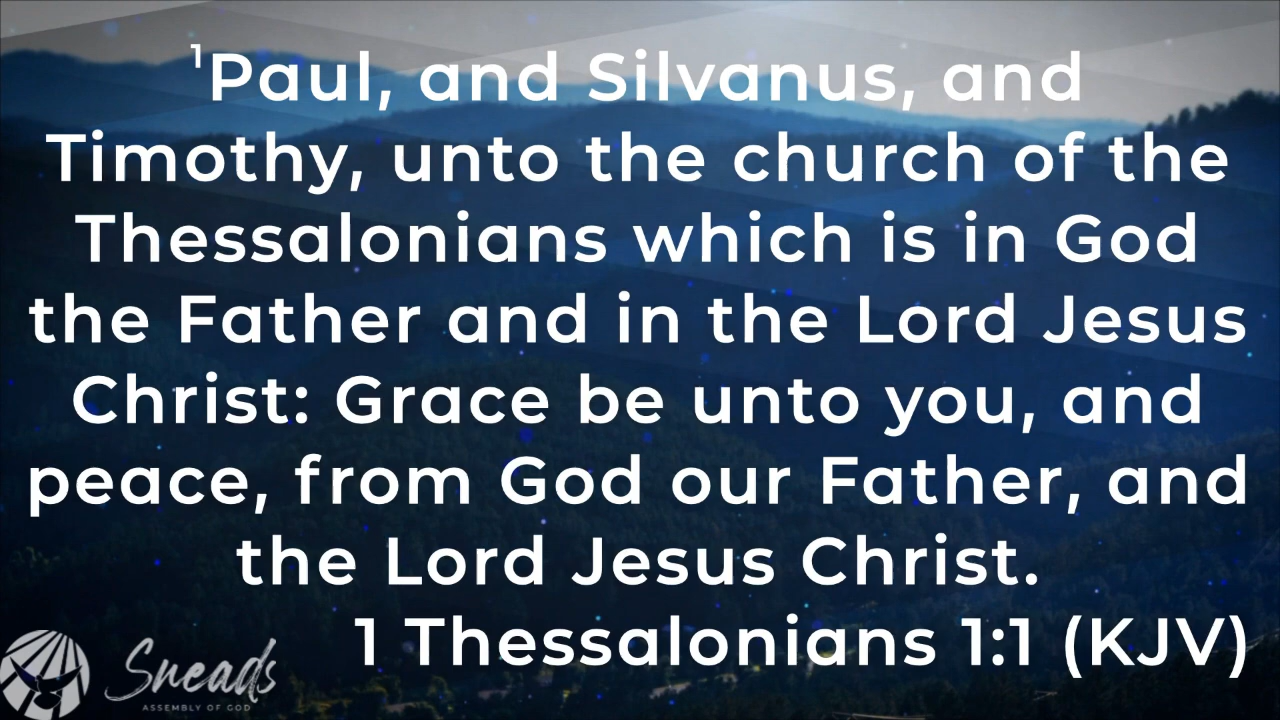 ¹Paul, and Silvanus, and
Timothy, unto the church of the
Thessalonians which is in God
the Father and in the Lord Jesus
Christ: Grace be unto you, and
peace, from God our Father, and
the Lord Jesus Christ.
1 Thessalonians 1:1 (KJV)
Sneads
ASSEMBLY OF GOD